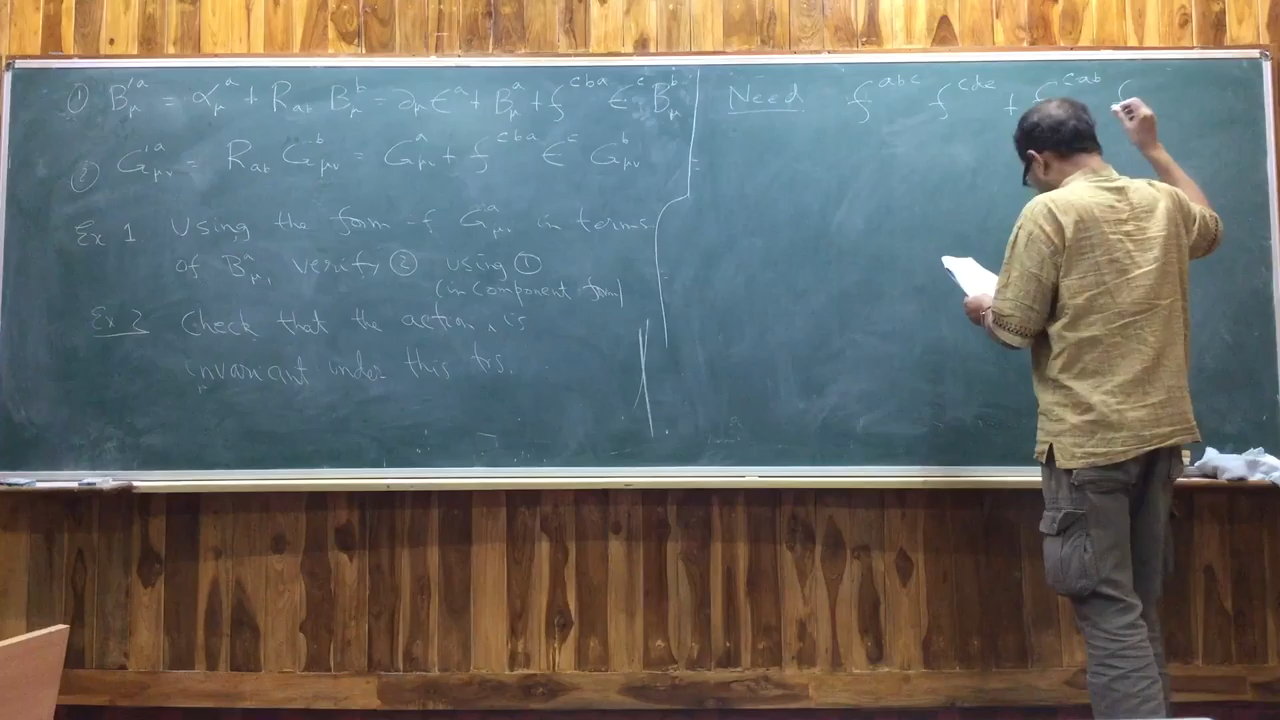 ① B'^a_μ = α^a_μ + R_ab B^b_μ = ∂_μ ε^a + B^a_μ + f^cba ε^c B^b_μ
② G'^a_μν = R_ab G^b_μν = G^a_μν + f^cba ε^c G^b_μν
Ex 1 Using the form of G'^a_μν in terms
of B^a_μ, verify ② using ①
(in component form)
Ex 2 Check that the action, is
invariant under this trs.
Need f^abc f^cde + f^cab f